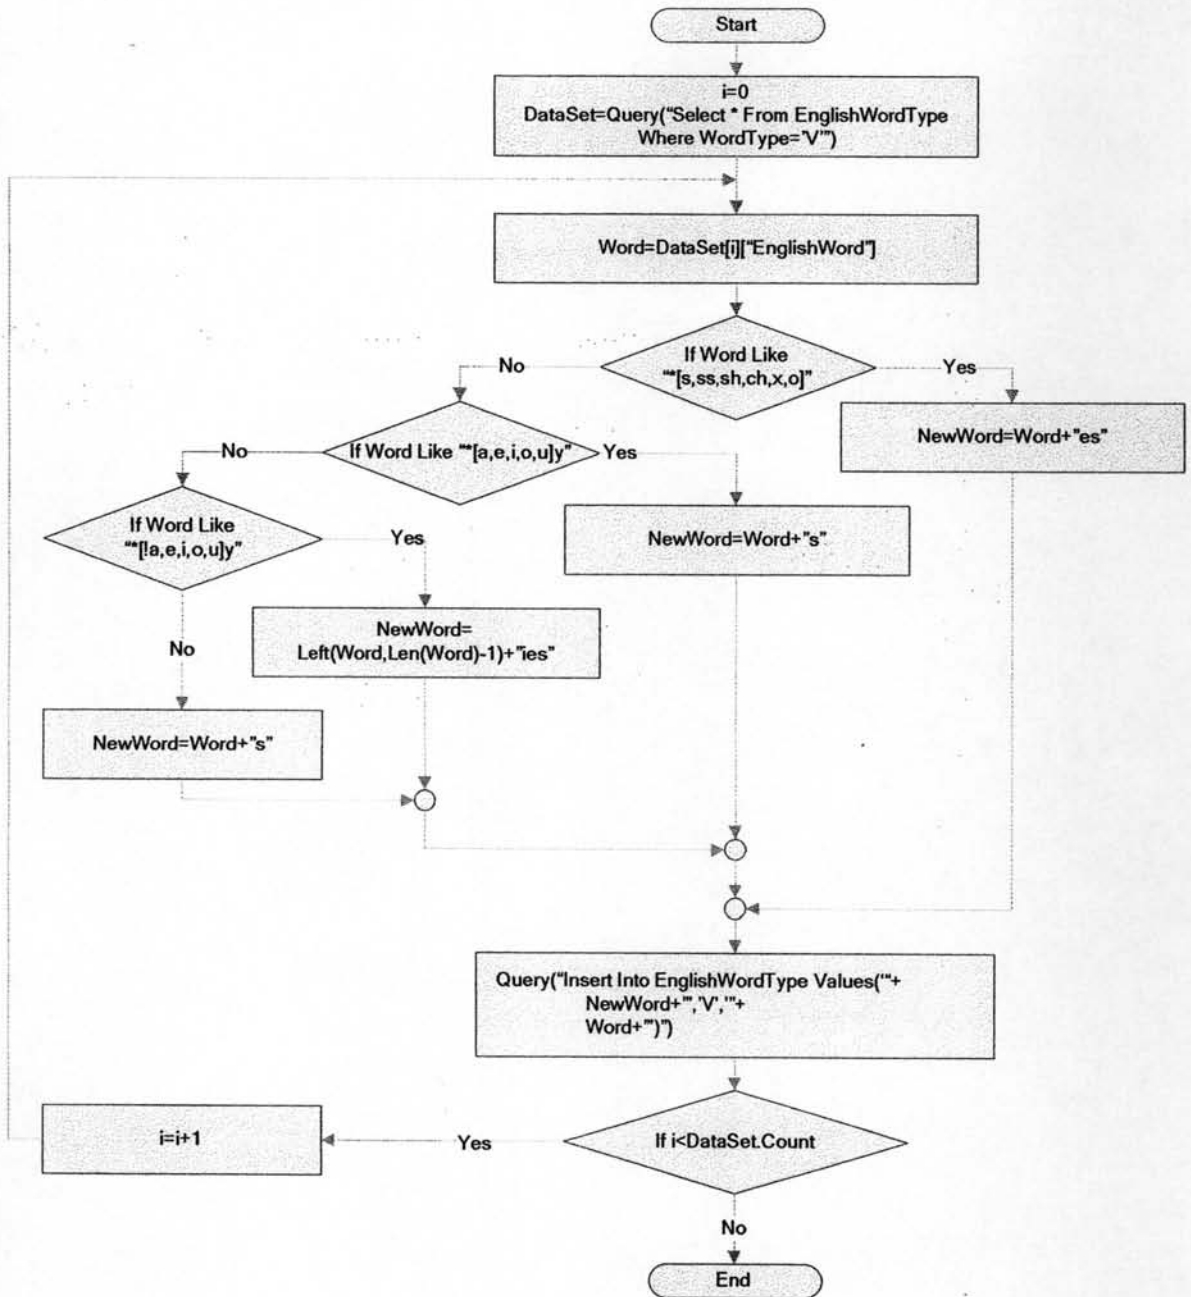 Start
i=0
DataSet=Query("Select * From EnglishWordType
Where WordType='V'")
Word=DataSet[i]["EnglishWord"]
If Word Like
"*[s,ss,sh,ch,x,o]"
No
Yes
NewWord=Word+"es"
If Word Like "*[a,e,i,o,u]y"
No
Yes
NewWord=Word+"s"
If Word Like
"*[!a,e,i,o,u]y"
Yes
No
NewWord=
Left(Word,Len(Word)-1)+"ies"
NewWord=Word+"s"
Query("Insert Into EnglishWordType Values('"+
NewWord+"','V','"+
Word+"')")
If i<DataSet.Count
Yes
i=i+1
No
End